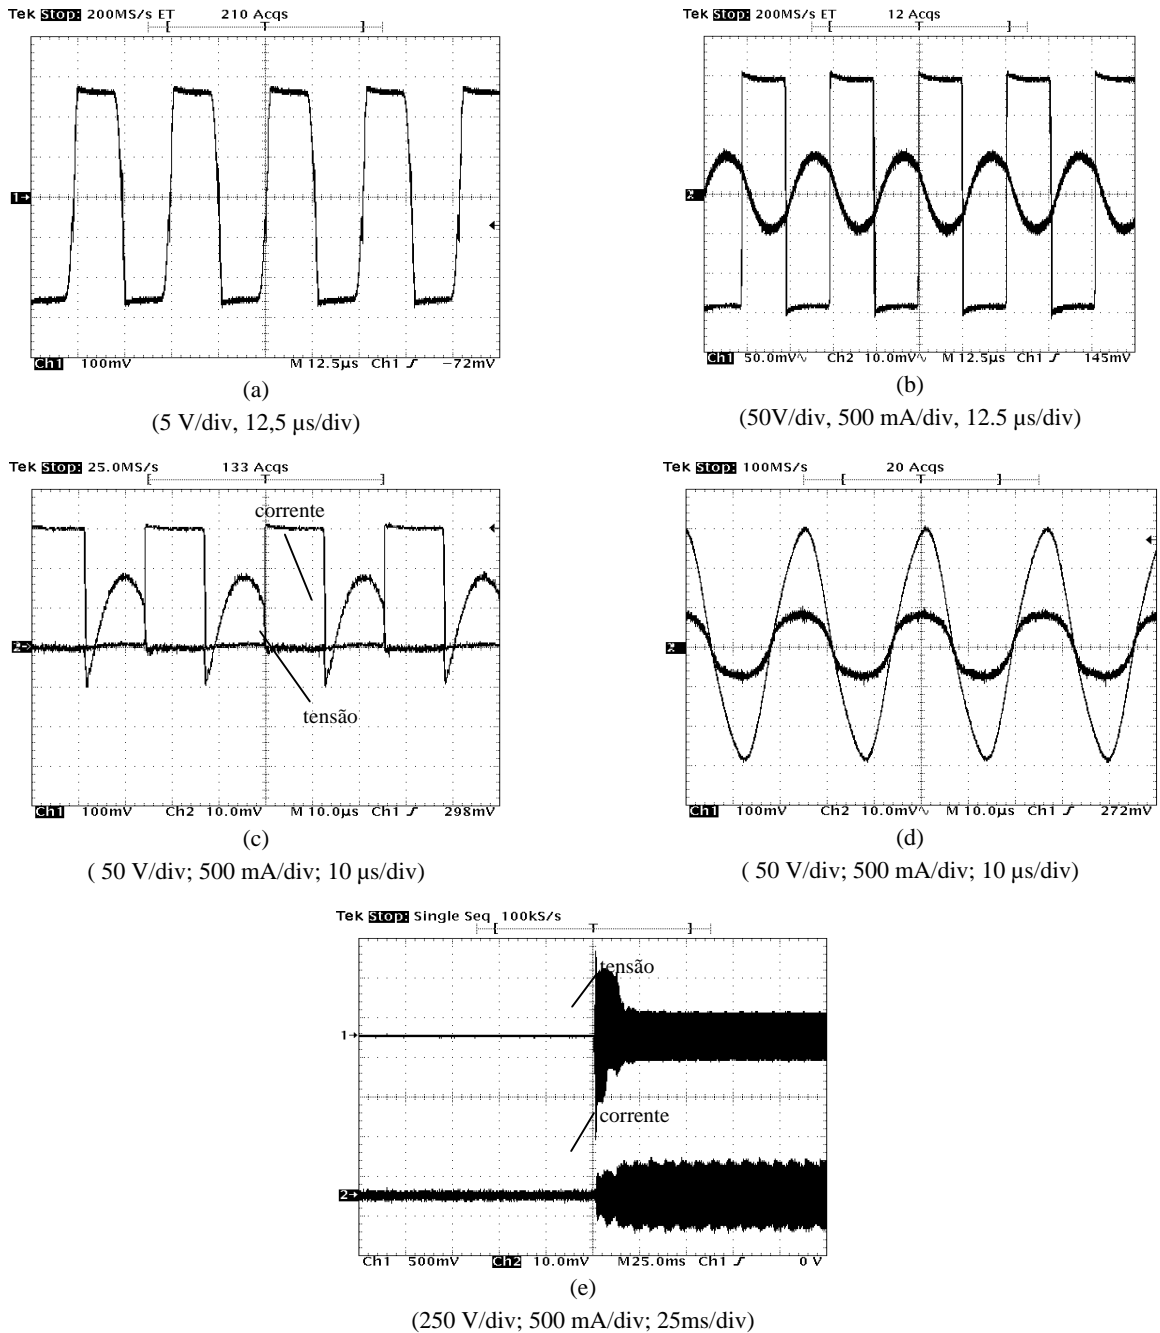 Tek Stop: 200MS/s ET 210 Acqs
[ T ]
1→
Ch1 100mV M 12.5µs Ch1 ∫ −72mV
(a)
(5 V/div, 12,5 µs/div)
Tek Stop: 200MS/s ET 12 Acqs
[ T ]
Ch1 50.0mV∿ Ch2 10.0mV∿ M 12.5µs Ch1 ∫ 145mV
(b)
(50V/div, 500 mA/div, 12.5 µs/div)
Tek Stop: 25.0MS/s 133 Acqs
[ T ]
corrente
2→
tensão
Ch1 100mV Ch2 10.0mV M 10.0µs Ch1 ∫ 298mV
(c)
( 50 V/div; 500 mA/div; 10 µs/div)
Tek Stop: 100MS/s 20 Acqs
[ T ]
Ch1 100mV Ch2 10.0mV∿ M 10.0µs Ch1 ∫ 272mV
(d)
( 50 V/div; 500 mA/div; 10 µs/div)
Tek Stop: Single Seq 100kS/s
[ T ]
tensão
1→
corrente
2→
Ch1 500mV Ch2 10.0mV M25.0ms Ch1 ∫ 0 V
(e)
(250 V/div; 500 mA/div; 25ms/div)